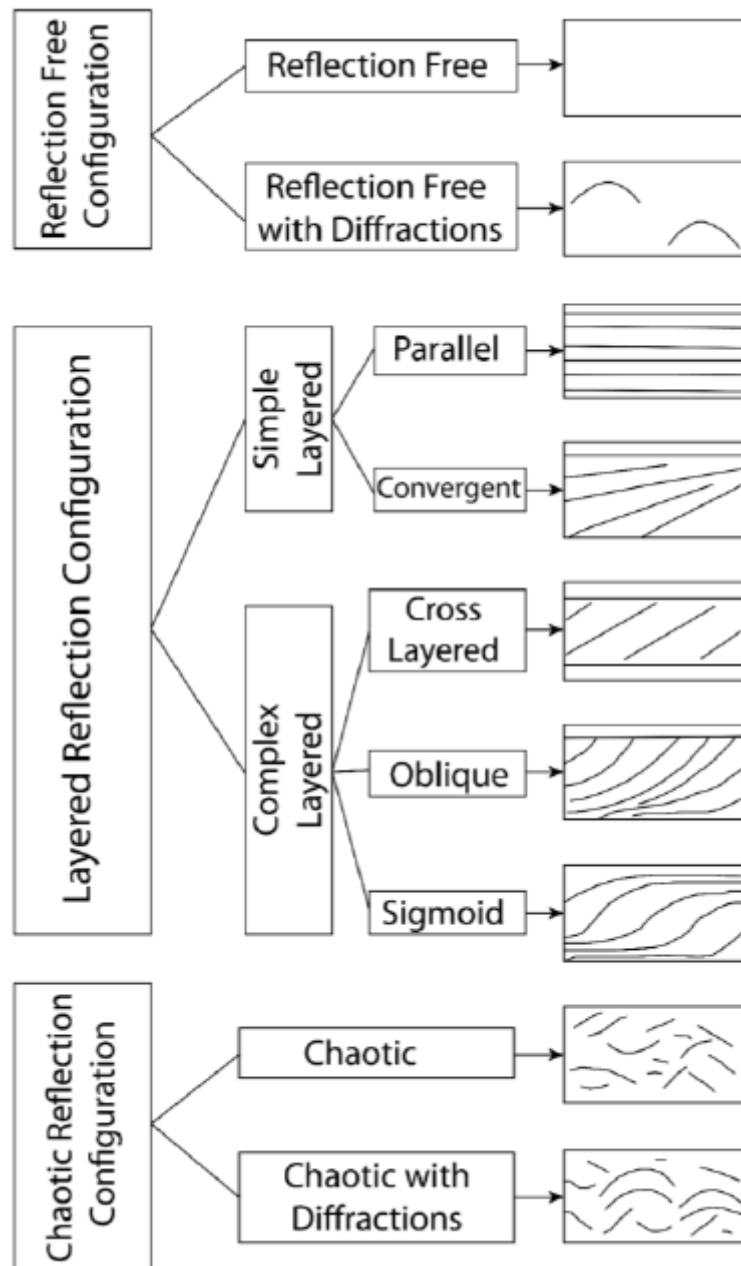 Reflection Free
Configuration
Reflection Free
Reflection Free
with Diffractions
Layered Reflection Configuration
Simple
Layered
Parallel
Convergent
Complex
Layered
Cross
Layered
Oblique
Sigmoid
Chaotic Reflection
Configuration
Chaotic
Chaotic with
Diffractions